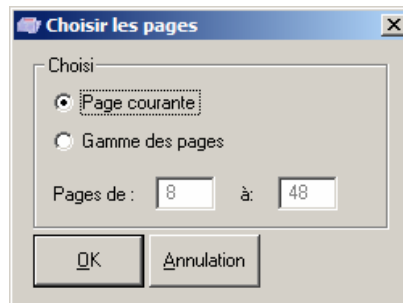 Choisir les pages
Choisi
Page courante
Gamme des pages
Pages de : 8 à: 48
OK Annulation